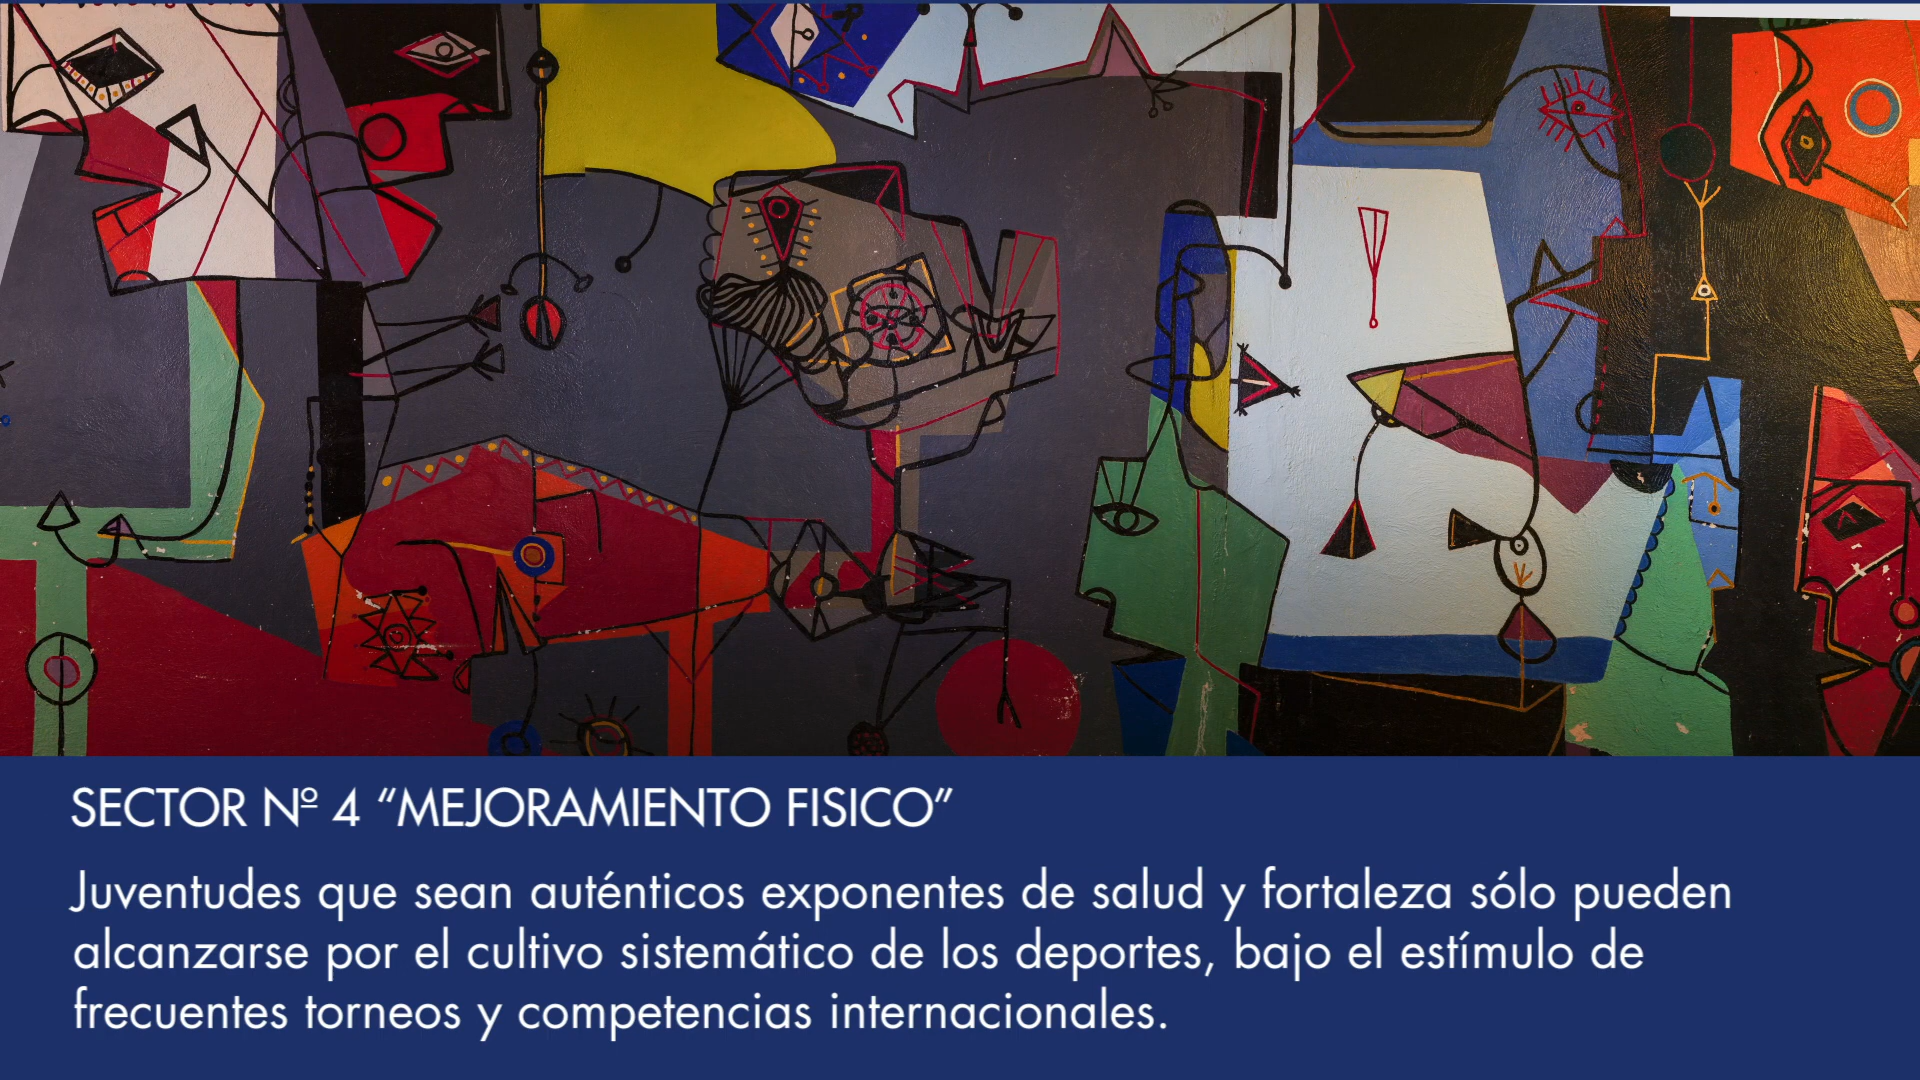 SECTOR Nº 4 “MEJORAMIENTO FISICO”
Juventudes que sean auténticos exponentes de salud y fortaleza sólo pueden
alcanzarse por el cultivo sistemático de los deportes, bajo el estímulo de
frecuentes torneos y competencias internacionales.